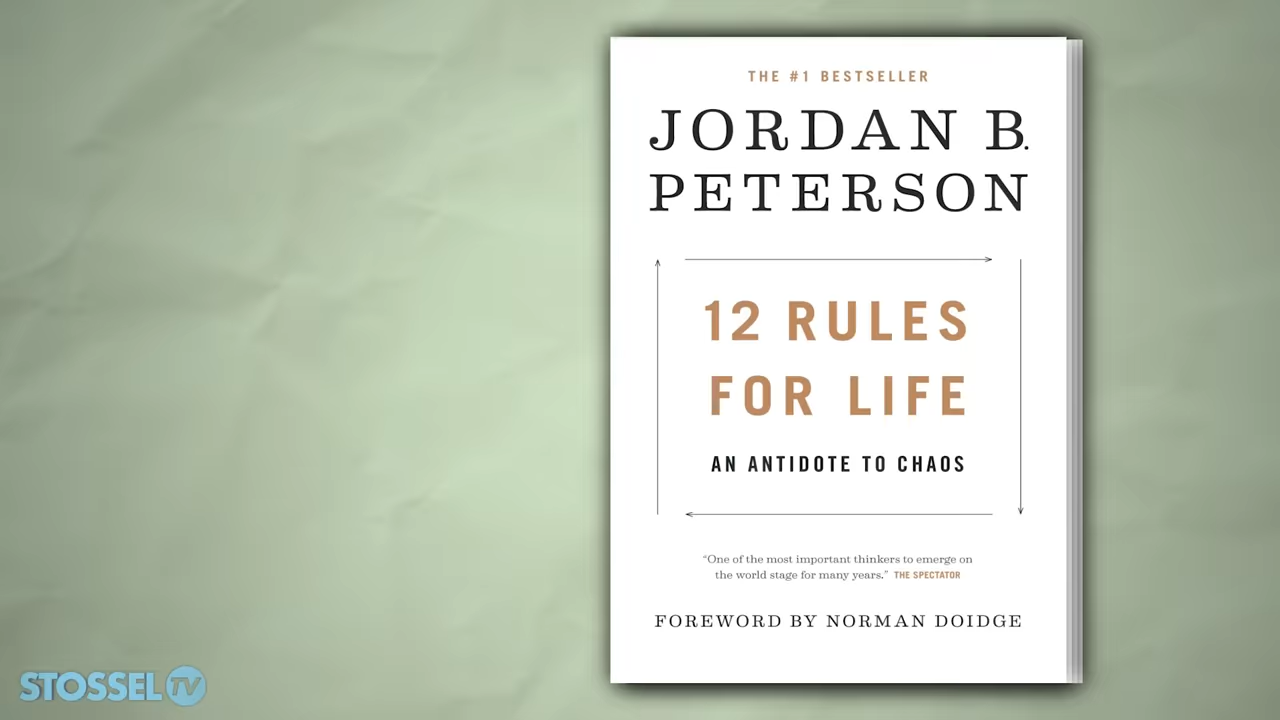 THE #1 BESTSELLER
JORDAN B.
PETERSON
12 RULES
FOR LIFE
AN ANTIDOTE TO CHAOS
“One of the most important thinkers to emerge on
the world stage for many years.” THE SPECTATOR
FOREWORD BY NORMAN DOIDGE
STOSSEL TV